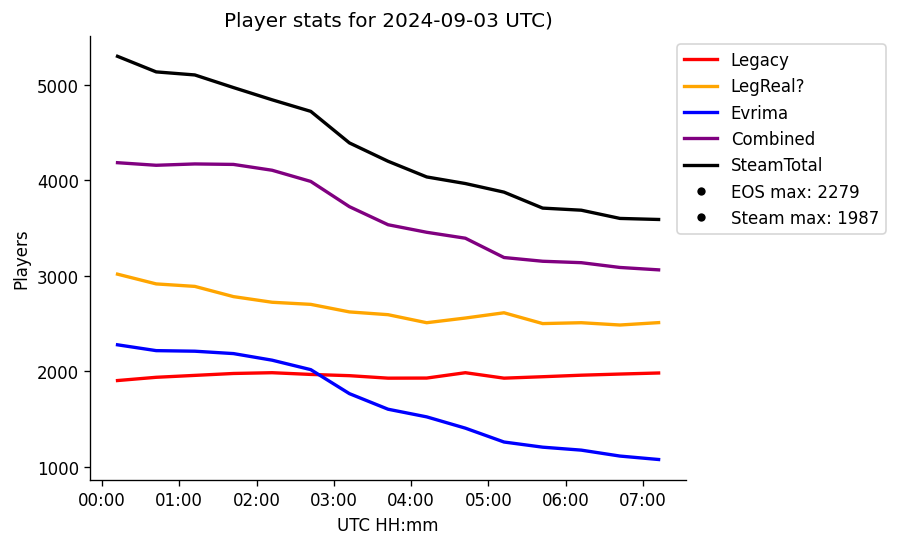 Player stats for 2024-09-03 UTC)
Legacy
LegReal?
Evrima
Combined
SteamTotal
EOS max: 2279
Steam max: 1987
Players
5000
4000
3000
2000
1000
00:00 01:00 02:00 03:00 04:00 05:00 06:00 07:00
UTC HH:mm